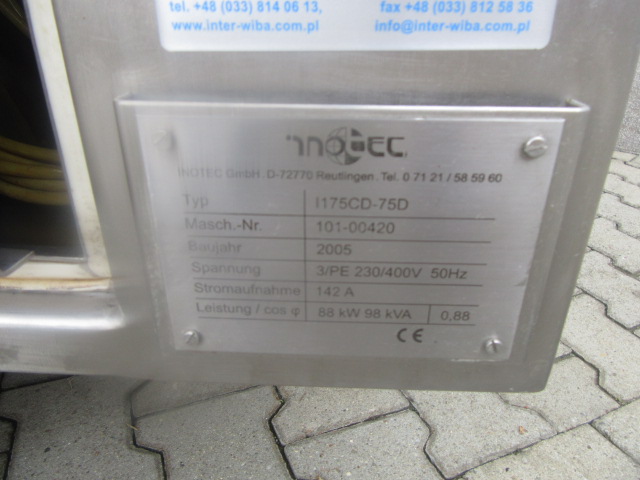 tel. +48 (033) 814 06 13, fax +48 (033) 812 58 36
www.inter-wiba.com.pl info@inter-wiba.com.pl
INOTEC
INOTEC GmbH. D-72770 Reutlingen. Tel. 0 71 21 / 58 59 60
Typ I175CD-75D
Masch.-Nr. 101-00420
Baujahr 2005
Spannung 3/PE 230/400V 50Hz
Stromaufnahme 142 A
Leistung / cos φ 88 kW 98 kVA 0,88
CE